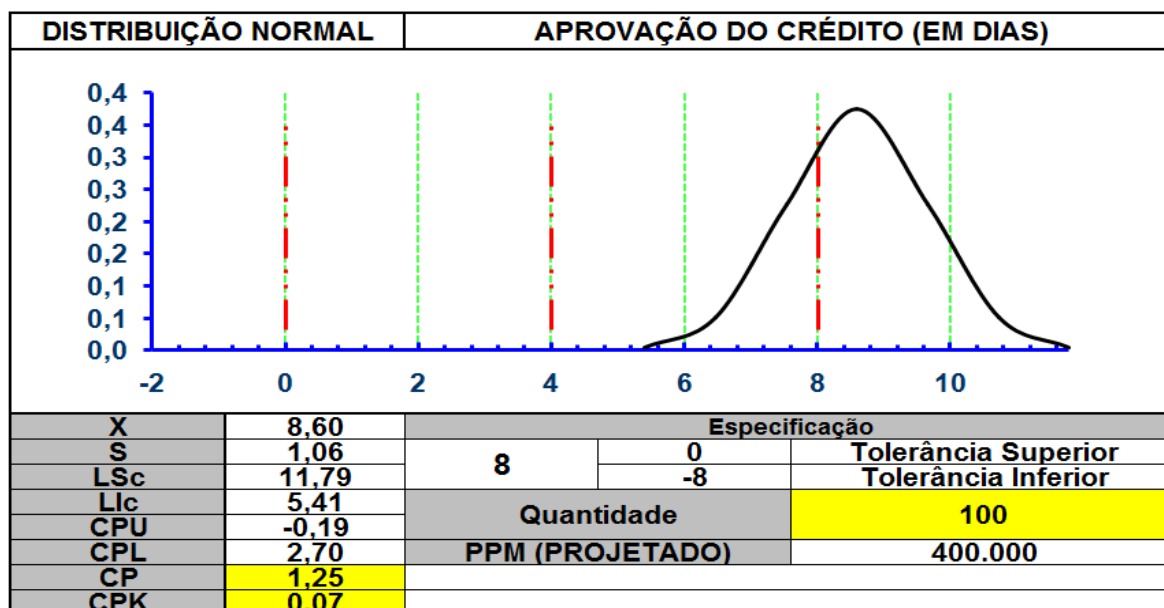 DISTRIBUIÇÃO NORMAL APROVAÇÃO DO CRÉDITO (EM DIAS)
0,4
0,4
0,3
0,3
0,2
0,2
0,1
0,1
0,0
-2 0 2 4 6 8 10
X 8,60 Especificação
S 1,06 8 0 Tolerância Superior
LSc 11,79 -8 Tolerância Inferior
LIc 5,41 Quantidade 100
CPU -0,19
CPL 2,70 PPM (PROJETADO) 400.000
CP 1,25
CPK 0,07